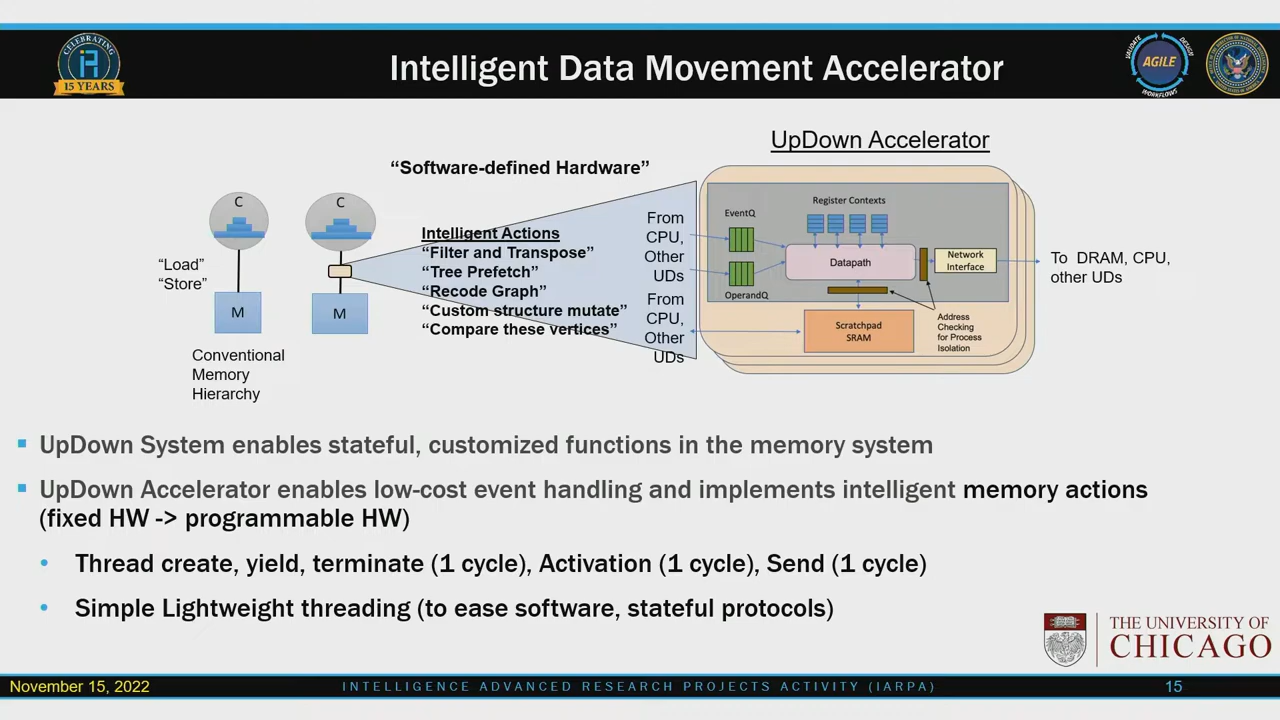 CELEBRATING
15 YEARS
Intelligent Data Movement Accelerator
VALIDATE
DESIGN
AGILE
WORKFLOWS
UpDown Accelerator
“Software-defined Hardware”
C
C
“Load”
“Store”
M
M
Conventional
Memory
Hierarchy
Intelligent Actions
“Filter and Transpose”
“Tree Prefetch”
“Recode Graph”
“Custom structure mutate”
“Compare these vertices”
From
CPU,
Other
UDs
From
CPU,
Other
UDs
EventQ
OperandQ
Register Contexts
Datapath
Network
Interface
Scratchpad
SRAM
Address
Checking
for Process
Isolation
To DRAM, CPU,
other UDs
UpDown System enables stateful, customized functions in the memory system
UpDown Accelerator enables low-cost event handling and implements intelligent memory actions
(fixed HW -> programmable HW)
Thread create, yield, terminate (1 cycle), Activation (1 cycle), Send (1 cycle)
Simple Lightweight threading (to ease software, stateful protocols)
THE UNIVERSITY OF
CHICAGO
November 15, 2022
INTELLIGENCE ADVANCED RESEARCH PROJECTS ACTIVITY (IARPA)
15